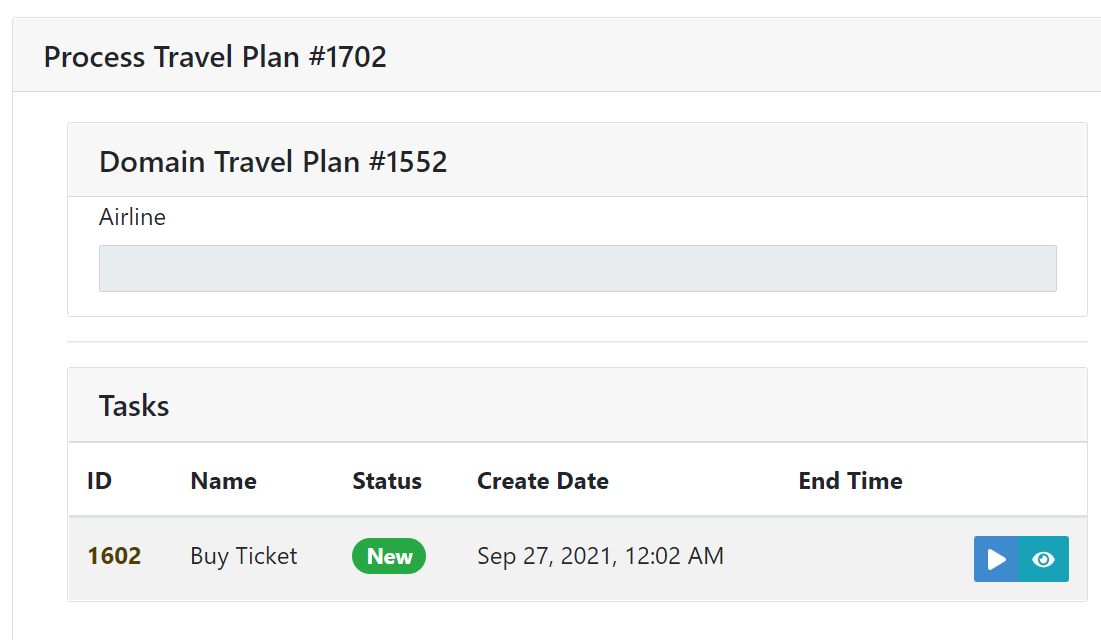 Process Travel Plan #1702
Domain Travel Plan #1552
Airline
Tasks
ID Name Status Create Date End Time
1602 Buy Ticket New Sep 27, 2021, 12:02 AM